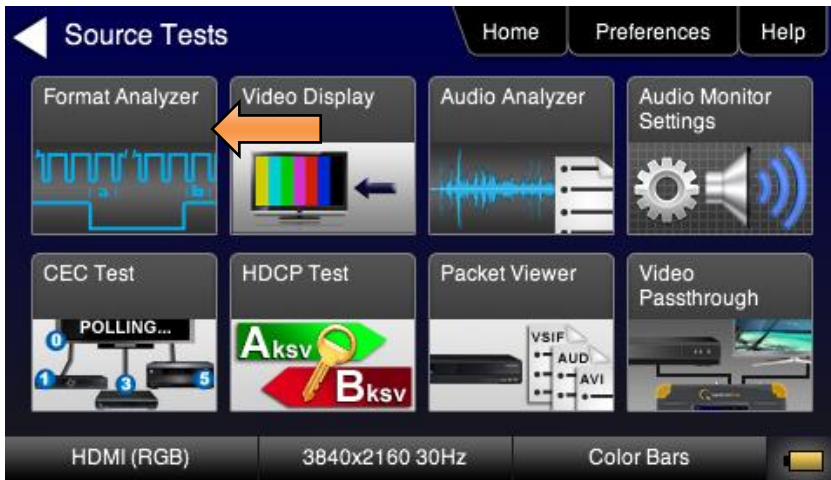 Source Tests
Home
Preferences
Help
Format Analyzer
Video Display
Audio Analyzer
Audio Monitor
Settings
a
b
CEC Test
HDCP Test
Packet Viewer
Video
Passthrough
POLLING...
0
1
3
5
Aksv
Bksv
VSIF
AUD
AVI
HDMI (RGB)
3840x2160 30Hz
Color Bars